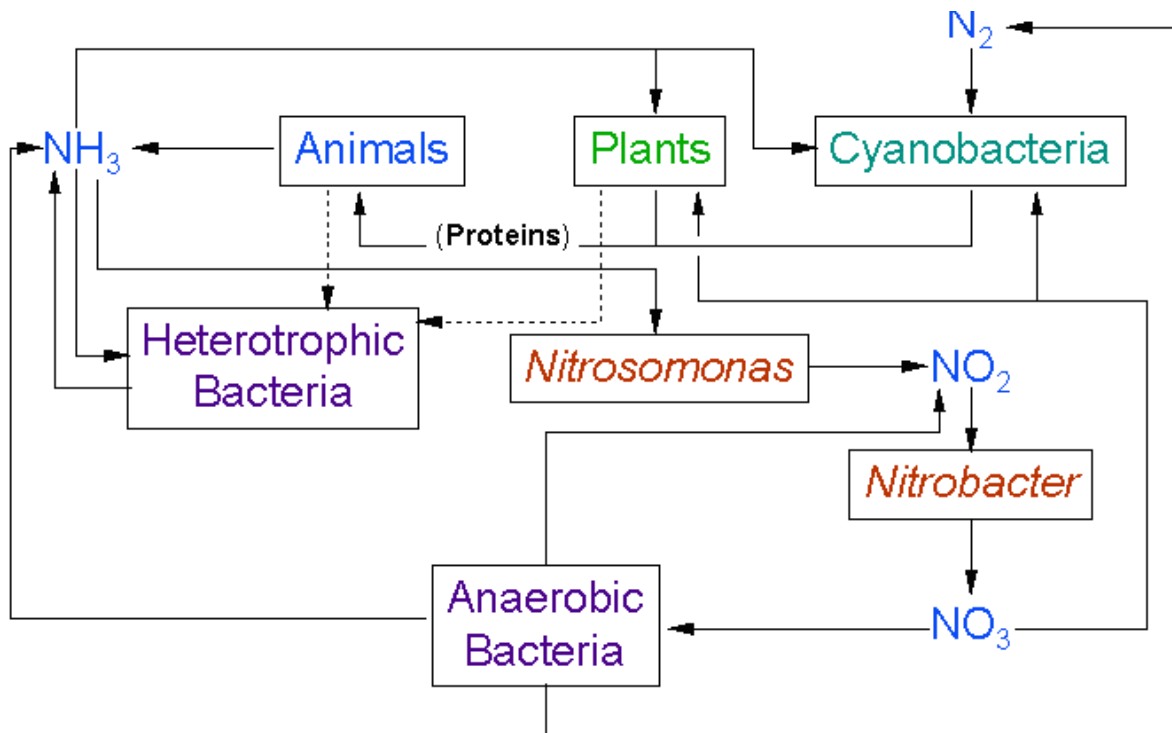 N₂
NH₃
Animals
Plants
Cyanobacteria
(Proteins)
Heterotrophic
Bacteria
Nitrosomonas
NO₂
Nitrobacter
Anaerobic
Bacteria
NO₃